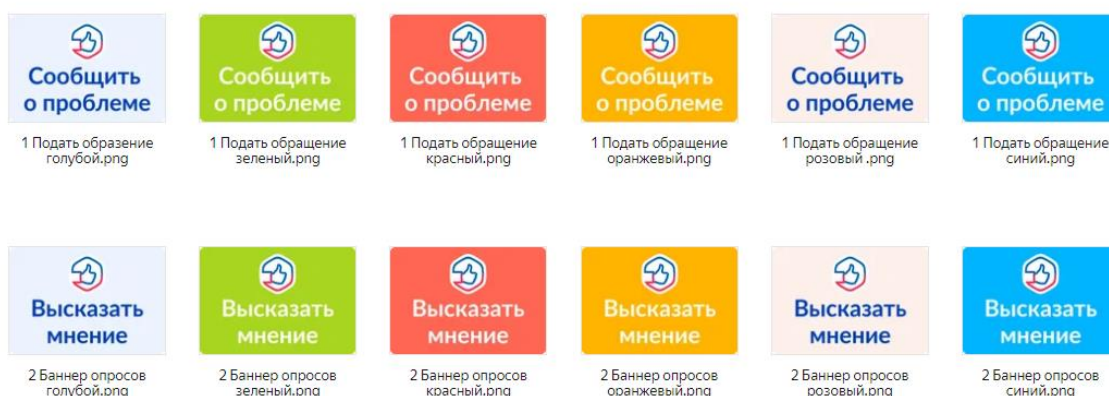 Сообщить
о проблеме
Сообщить
о проблеме
Сообщить
о проблеме
Сообщить
о проблеме
Сообщить
о проблеме
Сообщить
о проблеме
1 Подать образение
голубой.png
1 Подать обращение
зеленый.png
1 Подать обращение
красный.png
1 Подать обращение
оранжевый.png
1 Подать обращение
розовый .png
1 Подать обращение
синий.png
Высказать
мнение
Высказать
мнение
Высказать
мнение
Высказать
мнение
Высказать
мнение
Высказать
мнение
2 Баннер опросов
голубой.png
2 Баннер опросов
зеленый.png
2 Баннер опросов
красный.png
2 Баннер опросов
оранжевый.png
2 Баннер опросов
розовый.png
2 Баннер опросов
синий.png